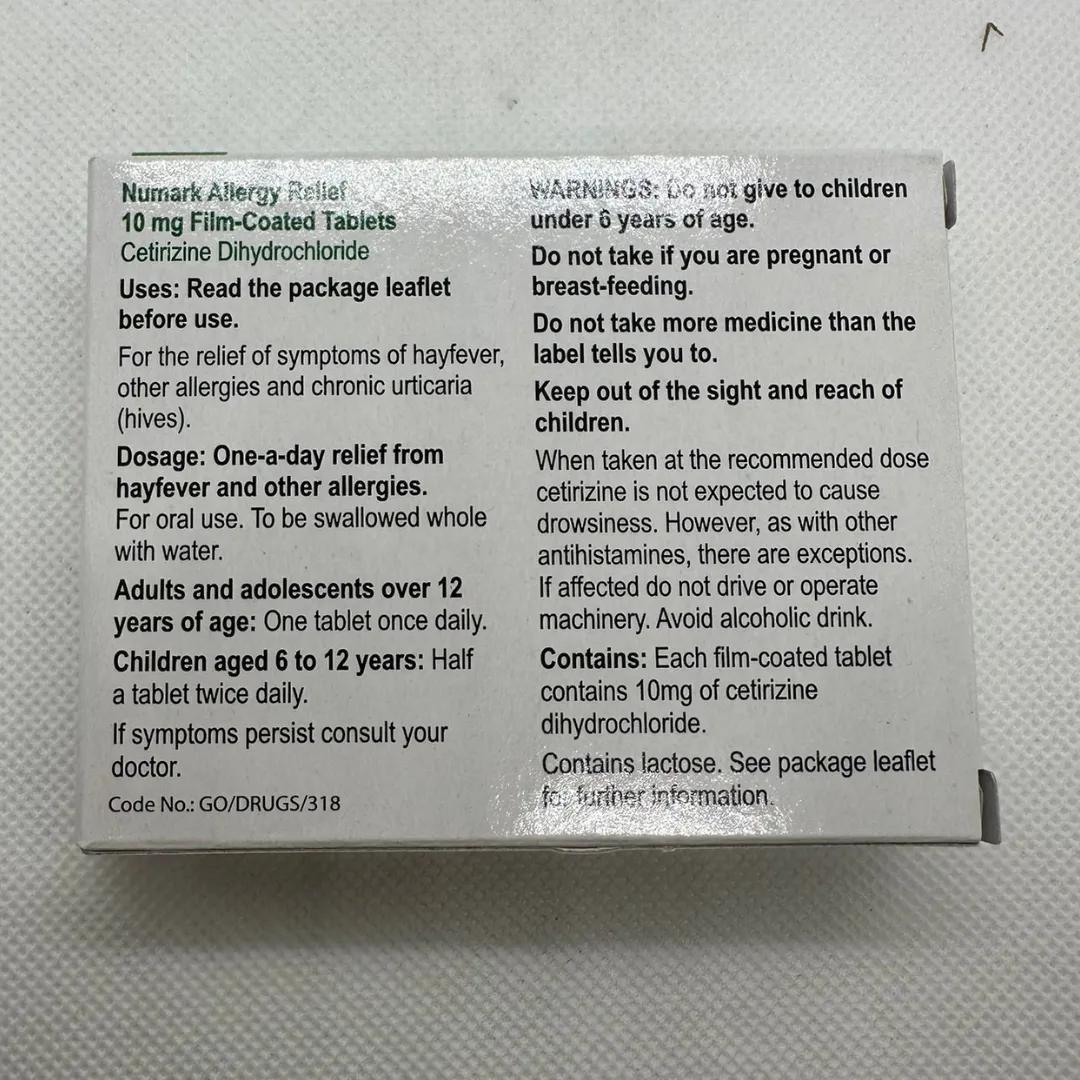 Numark Allergy Relief
10 mg Film-Coated Tablets
Cetirizine Dihydrochloride
Uses: Read the package leaflet
before use.
For the relief of symptoms of hayfever,
other allergies and chronic urticaria
(hives).
Dosage: One-a-day relief from
hayfever and other allergies.
For oral use. To be swallowed whole
with water.
Adults and adolescents over 12
years of age: One tablet once daily.
Children aged 6 to 12 years: Half
a tablet twice daily.
If symptoms persist consult your
doctor.
Code No.: GO/DRUGS/318
WARNINGS: Do not give to children
under 6 years of age.
Do not take if you are pregnant or
breast-feeding.
Do not take more medicine than the
label tells you to.
Keep out of the sight and reach of
children.
When taken at the recommended dose
cetirizine is not expected to cause
drowsiness. However, as with other
antihistamines, there are exceptions.
If affected do not drive or operate
machinery. Avoid alcoholic drink.
Contains: Each film-coated tablet
contains 10mg of cetirizine
dihydrochloride.
Contains lactose. See package leaflet
for further information.